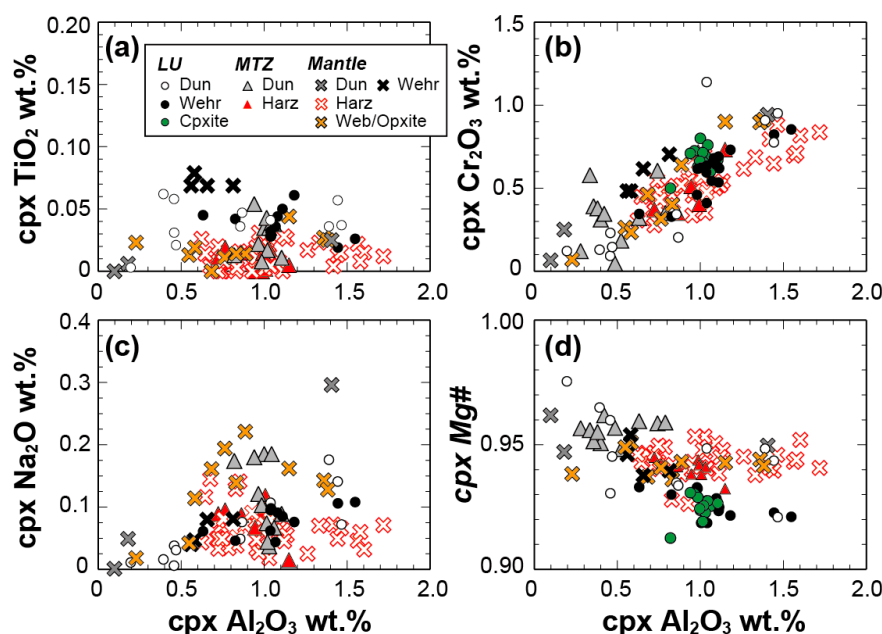 (a)
cpx TiO₂ wt.%
0.20
0.15
0.10
0.05
0
0
0.5
1.0
1.5
2.0
LU MTZ Mantle
Dun Dun Dun Wehr
Wehr Harz Harz
Cpxite Web/Opxite
(b)
cpx Cr₂O₃ wt.%
1.5
1.0
0.5
0
0
0.5
1.0
1.5
2.0
(c)
cpx Na₂O wt.%
0.4
0.3
0.2
0.1
0
0
0.5
1.0
1.5
2.0
cpx Al₂O₃ wt.%
(d)
cpx Mg#
1.00
0.95
0.90
0
0.5
1.0
1.5
2.0
cpx Al₂O₃ wt.%